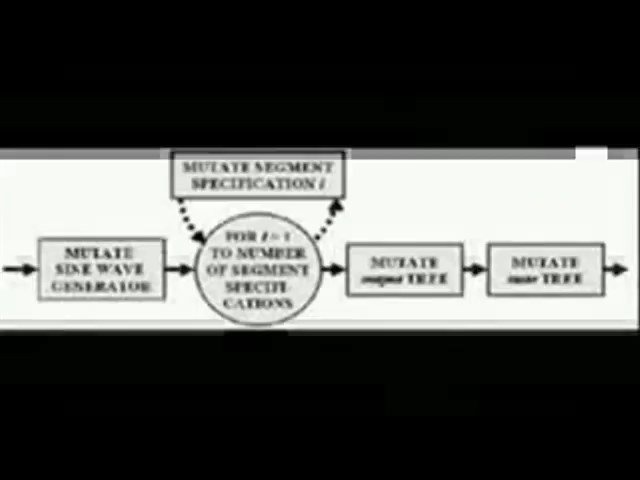 MUTATE SEGMENT
SPECIFICATION i
MUTATE
SINE WAVE
GENERATOR
FOR i = 1
TO NUMBER
OF SEGMENT
SPECIFI-
CATIONS
MUTATE
output TREE
MUTATE
TREE